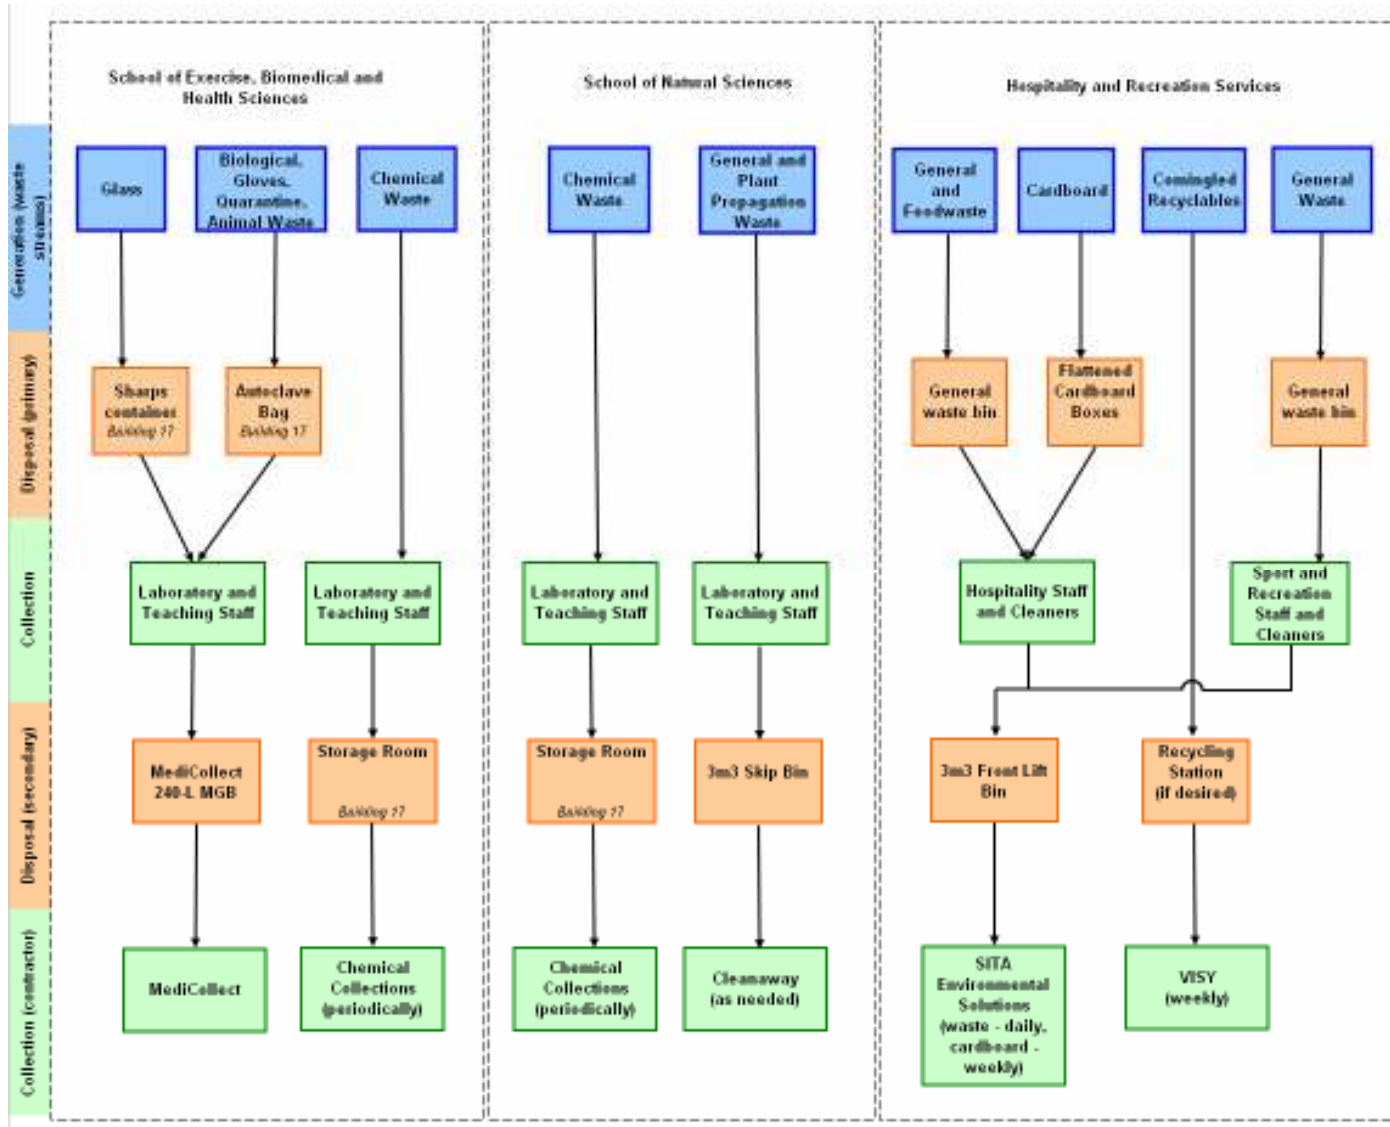 School of Exercise, Biomedical and
Health Sciences
School of Natural Sciences
Hospitality and Recreation Services
Generation (waste
streams)
Glass
Biological,
Gloves,
Quarantine,
Animal Waste
Chemical
Waste
Chemical
Waste
General and
Plant
Propagation
Waste
General
and
Foodwaste
Cardboard
Comingled
Recyclables
General
Waste
Disposal (primary)
Sharps
container
Building 17
Autoclave
Bag
Building 17
General
waste bin
Flattened
Cardboard
Boxes
General
waste bin
Collection
Laboratory and
Teaching Staff
Laboratory and
Teaching Staff
Laboratory and
Teaching Staff
Laboratory and
Teaching Staff
Hospitality Staff
and Cleaners
Sport and
Recreation
Staff and
Cleaners
Disposal (secondary)
MediCollect
240-L MGB
Storage Room
Building 17
Storage Room
Building 17
3m3 Skip Bin
3m3 Front Lift
Bin
Recycling
Station
(if desired)
Collection (contractor)
MediCollect
Chemical
Collections
(periodically)
Chemical
Collections
(periodically)
Cleanaway
(as needed)
SITA
Environmental
Solutions
(waste - daily,
cardboard -
weekly)
VISY
(weekly)